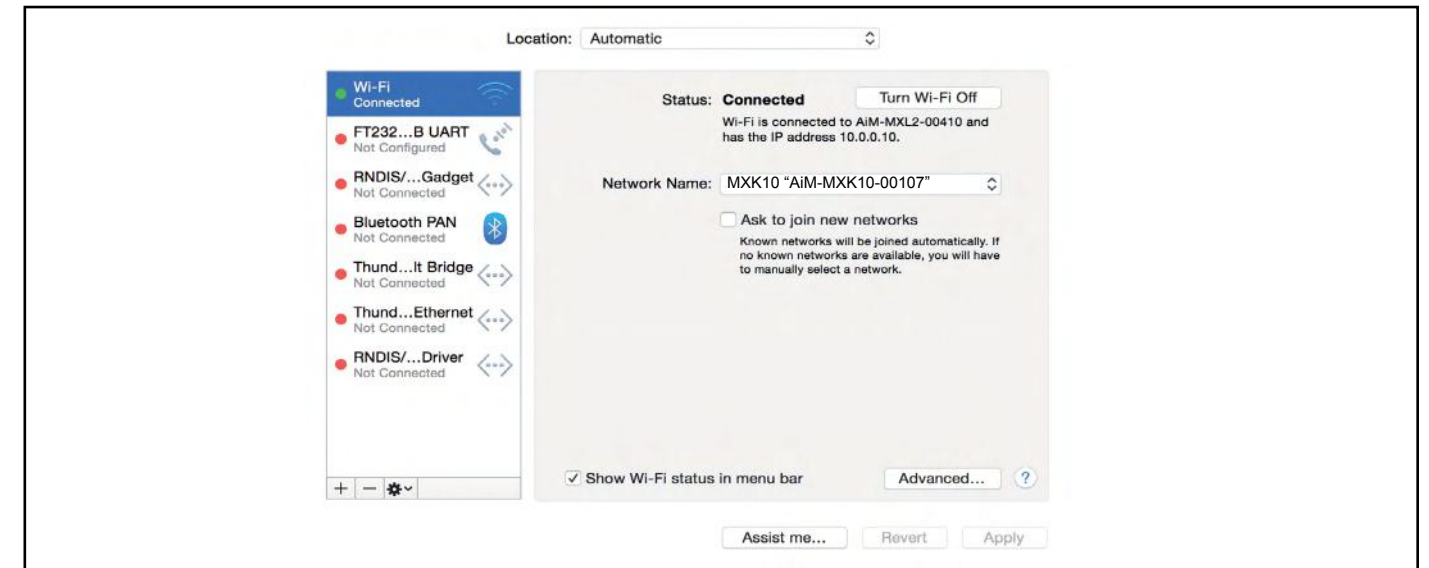 Location: Automatic
Wi-Fi
Connected
FT232...B UART
Not Configured
RNDIS/...Gadget
Not Connected
Bluetooth PAN
Not Connected
Thund...lt Bridge
Not Connected
Thund...Ethernet
Not Connected
RNDIS/...Driver
Not Connected
+ −
Status: Connected Turn Wi-Fi Off
Wi-Fi is connected to AiM-MXL2-00410 and
has the IP address 10.0.0.10.
Network Name: MXK10 “AiM-MXK10-00107”
Ask to join new networks
Known networks will be joined automatically. If
no known networks are available, you will have
to manually select a network.
Show Wi-Fi status in menu bar Advanced... ?
Assist me... Revert Apply